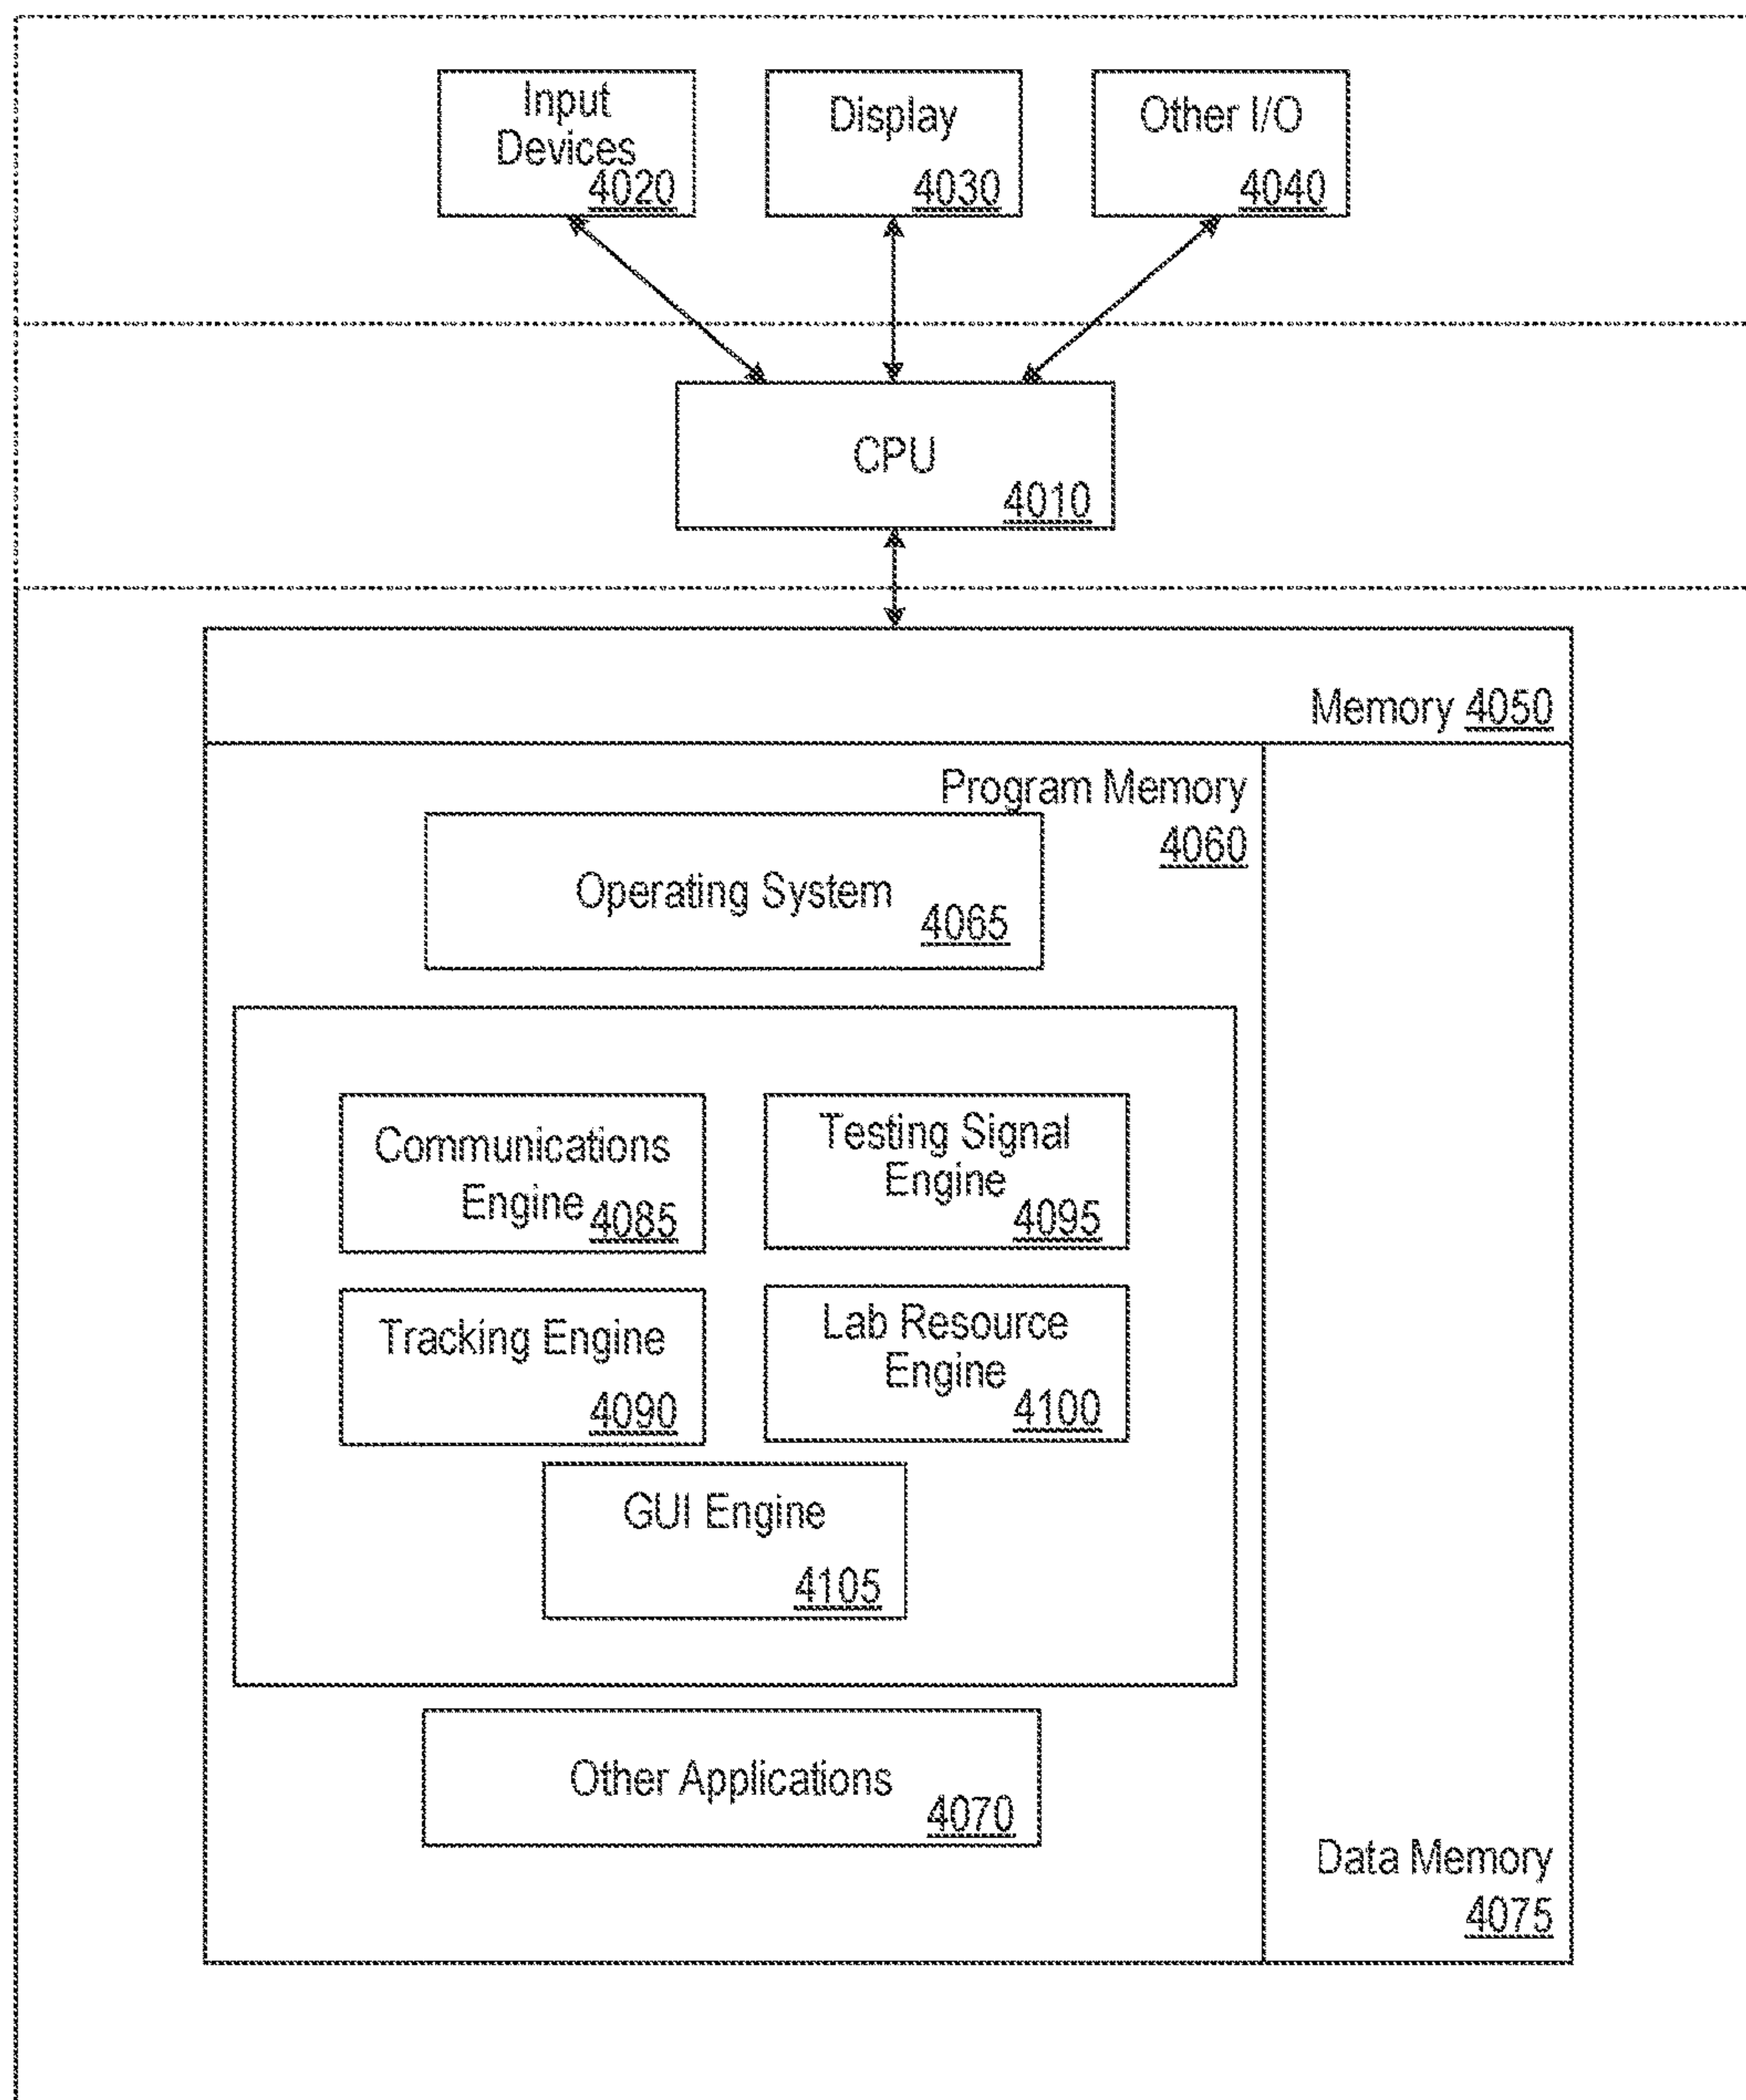 Input
Devices
4020
Display
4030
Other I/O
4040
CPU
4010
Memory 4050
Program Memory
4060
Operating System
4065
Communications
Engine 4085
Testing Signal
Engine
4095
Tracking Engine
4090
Lab Resource
Engine
4100
GUI Engine
4105
Other Applications
4070
Data Memory
4075